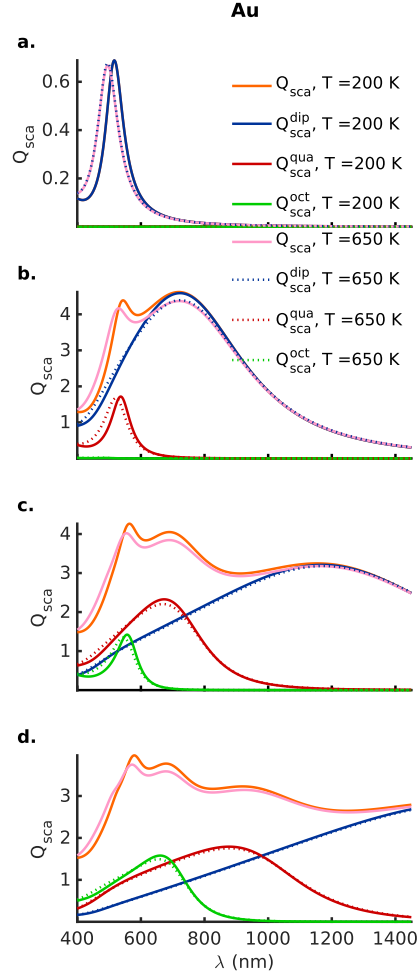 Au
a.
Q_sca
0.6
0.4
0.2
Q_sca, T =200 K
Q_sca^dip, T =200 K
Q_sca^qua, T =200 K
Q_sca^oct, T =200 K
Q_sca, T =650 K
Q_sca^dip, T =650 K
Q_sca^qua, T =650 K
Q_sca^oct, T =650 K
b.
Q_sca
4
3
2
1
c.
Q_sca
4
3
2
1
d.
Q_sca
3
2
1
400 600 800 1000 1200 1400
λ (nm)